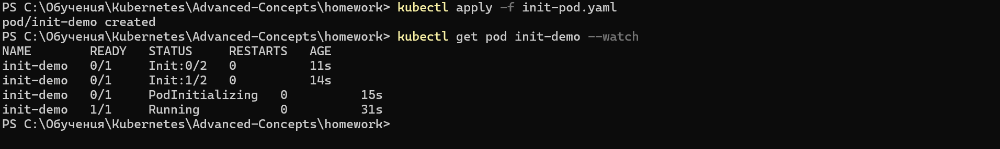 PS C:\Обучения\Kubernetes\Advanced-Concepts\homework> kubectl apply -f init-pod.yaml
pod/init-demo created
PS C:\Обучения\Kubernetes\Advanced-Concepts\homework> kubectl get pod init-demo --watch
NAME        READY   STATUS     RESTARTS   AGE
init-demo   0/1     Init:0/2   0          11s
init-demo   0/1     Init:1/2   0          14s
init-demo   0/1     PodInitializing   0          15s
init-demo   1/1     Running           0          31s
PS C:\Обучения\Kubernetes\Advanced-Concepts\homework>